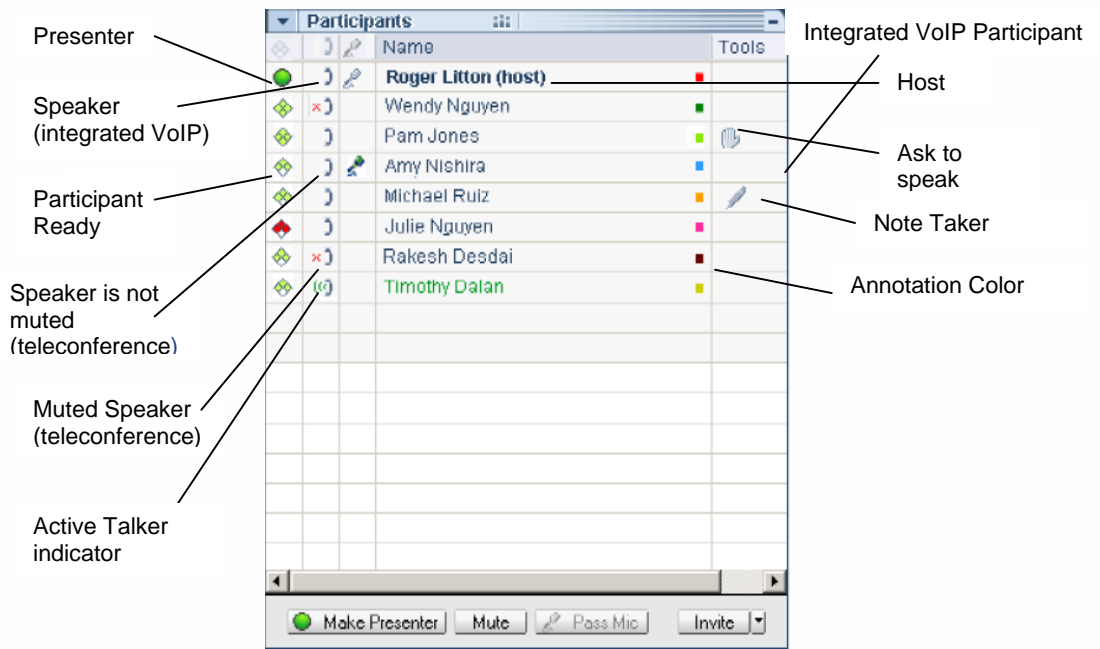 Presenter
Speaker
(integrated VoIP)
Participant
Ready
Speaker is not
muted
(teleconference)
Muted Speaker
(teleconference)
Active Talker
indicator
Participants
Name
Tools
Roger Litton (host)
Wendy Nguyen
Pam Jones
Amy Nishira
Michael Ruiz
Julie Nguyen
Rakesh Desdai
Timothy Dalan
Make Presenter
Mute
Pass Mic
Invite
Integrated VoIP Participant
Host
Ask to
speak
Note Taker
Annotation Color